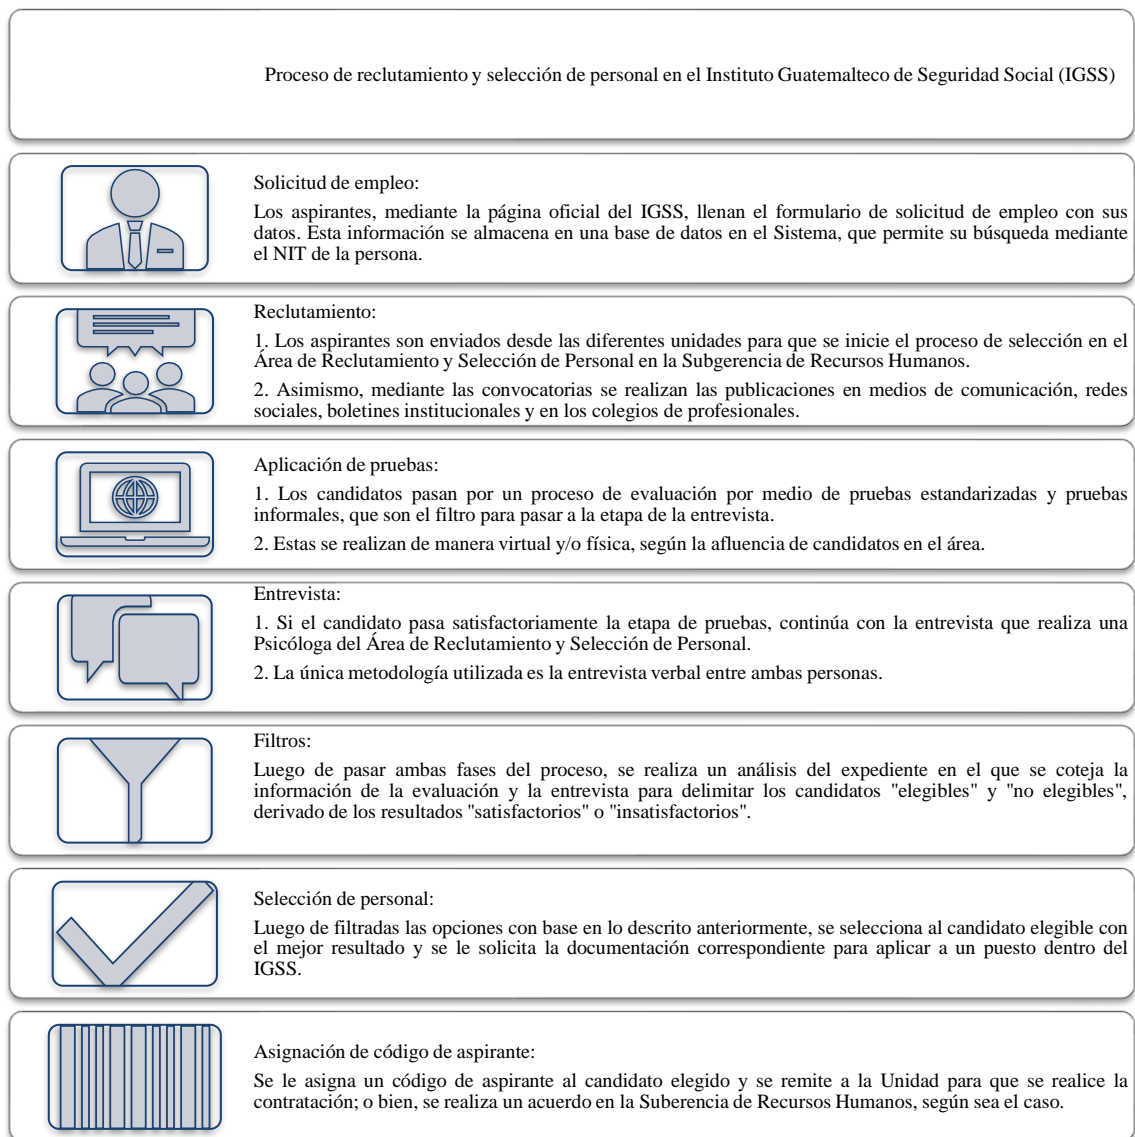 Proceso de reclutamiento y selección de personal en el Instituto Guatemalteco de Seguridad Social (IGSS)
Solicitud de empleo:
Los aspirantes, mediante la página oficial del IGSS, llenan el formulario de solicitud de empleo con sus
datos. Esta información se almacena en una base de datos en el Sistema, que permite su búsqueda mediante
el NIT de la persona.
Reclutamiento:
1. Los aspirantes son enviados desde las diferentes unidades para que se inicie el proceso de selección en el
Área de Reclutamiento y Selección de Personal en la Subgerencia de Recursos Humanos.
2. Asimismo, mediante las convocatorias se realizan las publicaciones en medios de comunicación, redes
sociales, boletines institucionales y en los colegios de profesionales.
Aplicación de pruebas:
1. Los candidatos pasan por un proceso de evaluación por medio de pruebas estandarizadas y pruebas
informales, que son el filtro para pasar a la etapa de la entrevista.
2. Estas se realizan de manera virtual y/o física, según la afluencia de candidatos en el área.
Entrevista:
1. Si el candidato pasa satisfactoriamente la etapa de pruebas, continúa con la entrevista que realiza una
Psicóloga del Área de Reclutamiento y Selección de Personal.
2. La única metodología utilizada es la entrevista verbal entre ambas personas.
Filtros:
Luego de pasar ambas fases del proceso, se realiza un análisis del expediente en el que se coteja la
información de la evaluación y la entrevista para delimitar los candidatos "elegibles" y "no elegibles",
derivado de los resultados "satisfactorios" o "insatisfactorios".
Selección de personal:
Luego de filtradas las opciones con base en lo descrito anteriormente, se selecciona al candidato elegible con
el mejor resultado y se le solicita la documentación correspondiente para aplicar a un puesto dentro del
IGSS.
Asignación de código de aspirante:
Se le asigna un código de aspirante al candidato elegido y se remite a la Unidad para que se realice la
contratación; o bien, se realiza un acuerdo en la Suberencia de Recursos Humanos, según sea el caso.